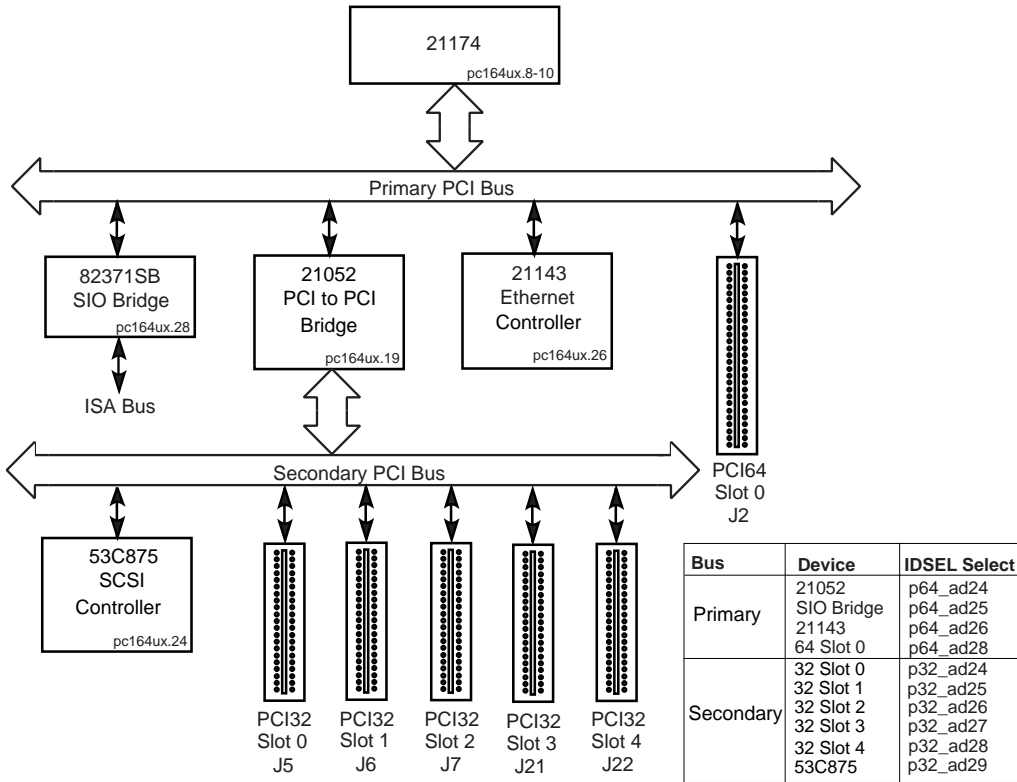 21174
pc164ux.8-10
Primary PCI Bus
82371SB
SIO Bridge
pc164ux.28
21052
PCI to PCI
Bridge
pc164ux.19
21143
Ethernet
Controller
pc164ux.26
ISA Bus
PCI64
Slot 0
J2
Secondary PCI Bus
53C875
SCSI
Controller
pc164ux.24
PCI32
Slot 0
J5
PCI32
Slot 1
J6
PCI32
Slot 2
J7
PCI32
Slot 3
J21
PCI32
Slot 4
J22
Bus Device IDSEL Select
Primary
21052 p64_ad24
SIO Bridge p64_ad25
21143 p64_ad26
64 Slot 0 p64_ad28
Secondary
32 Slot 0 p32_ad24
32 Slot 1 p32_ad25
32 Slot 2 p32_ad26
32 Slot 3 p32_ad27
32 Slot 4 p32_ad28
53C875 p32_ad29